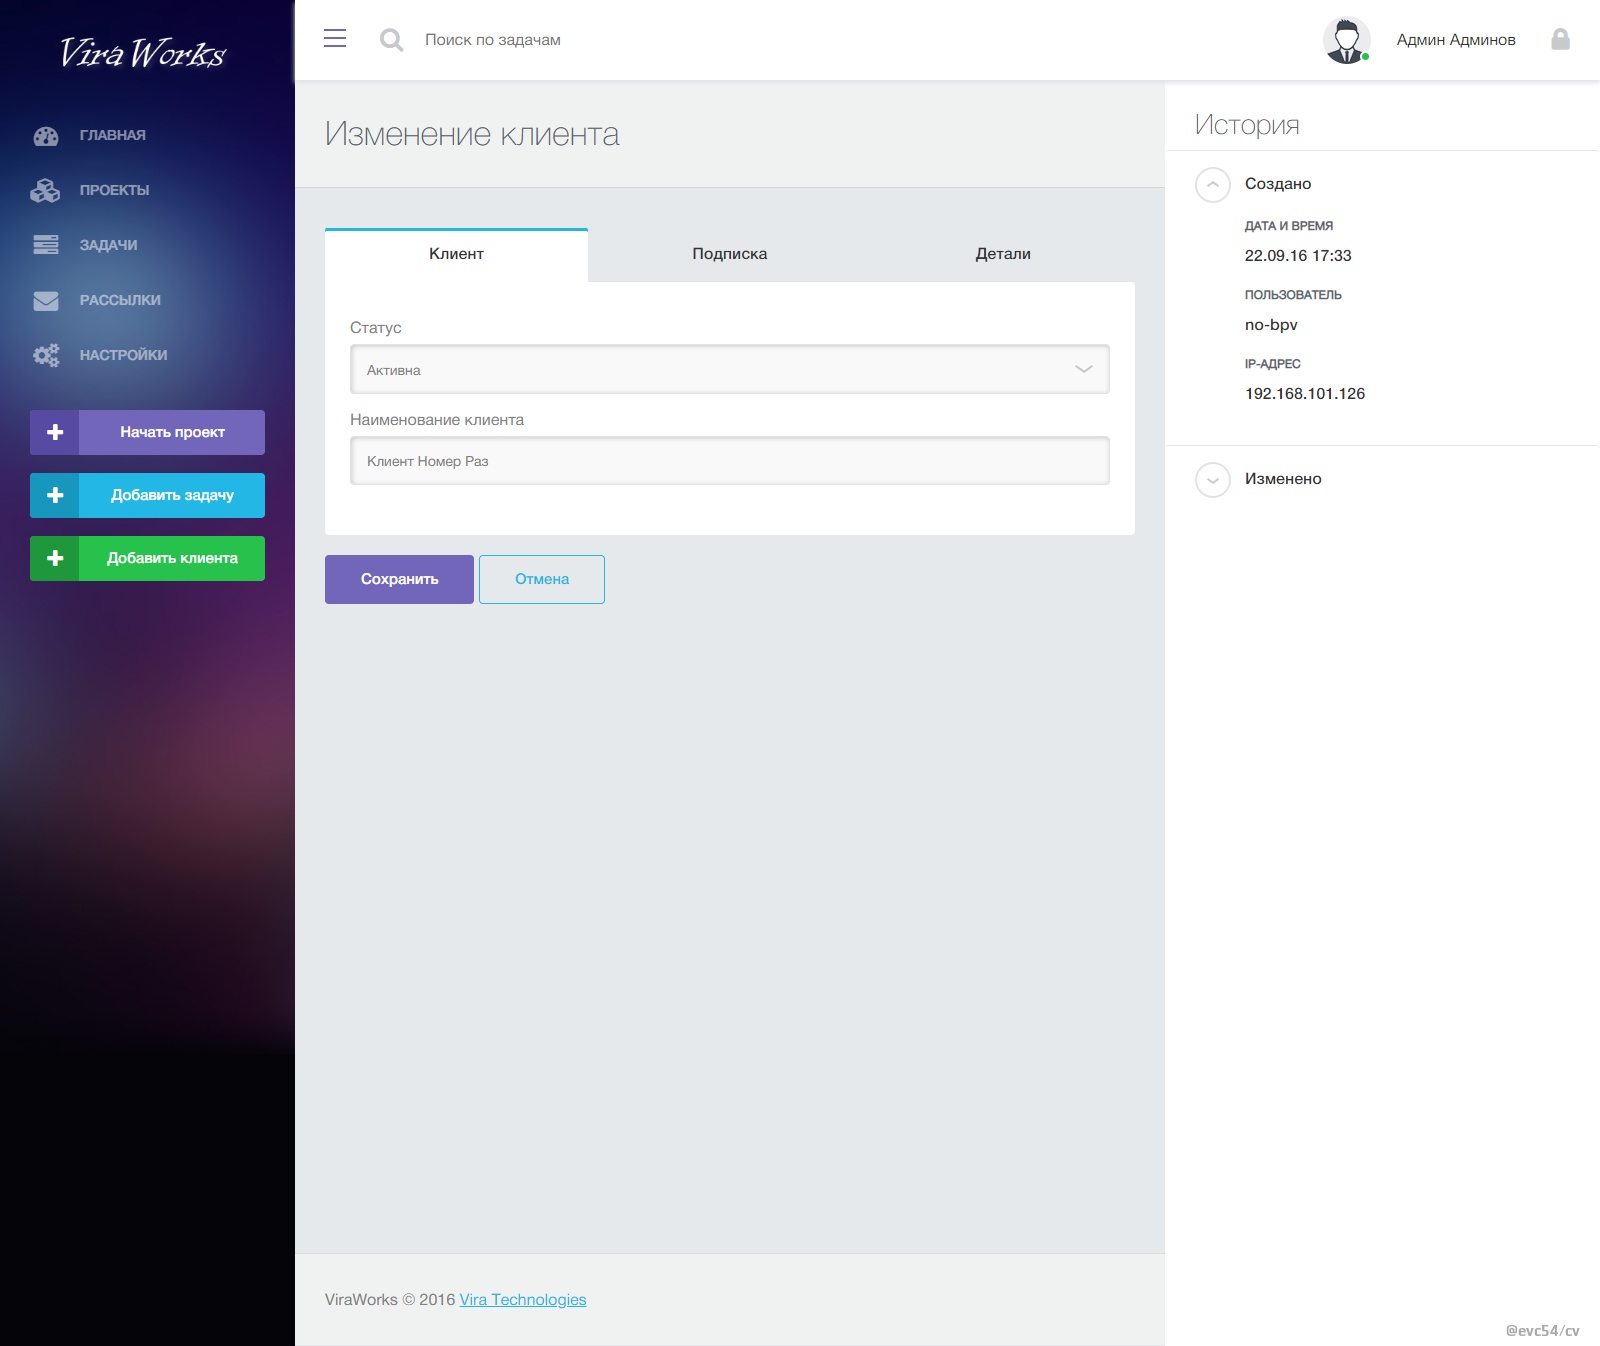 Vira Works
ГЛАВНАЯ
ПРОЕКТЫ
ЗАДАЧИ
РАССЫЛКИ
НАСТРОЙКИ
Начать проект
Добавить задачу
Добавить клиента
Поиск по задачам
Админ Админов
Изменение клиента
Клиент
Подписка
Детали
Статус
Активна
Наименование клиента
Клиент Номер Раз
Сохранить
Отмена
История
Создано
ДАТА И ВРЕМЯ
22.09.16 17:33
ПОЛЬЗОВАТЕЛЬ
no-bpv
IP-АДРЕС
192.168.101.126
Изменено
ViraWorks © 2016 Vira Technologies
@evc54/cv